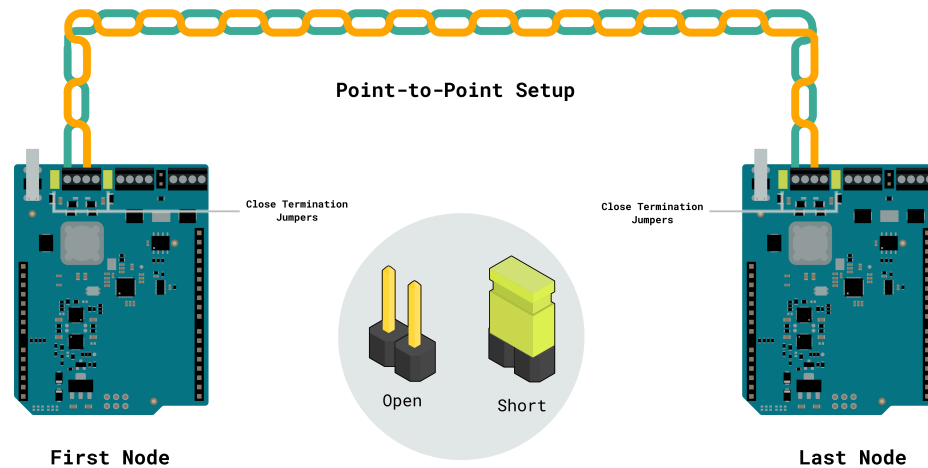 Point-to-Point Setup
Close Termination
Jumpers
Close Termination
Jumpers
Open
Short
First Node
Last Node